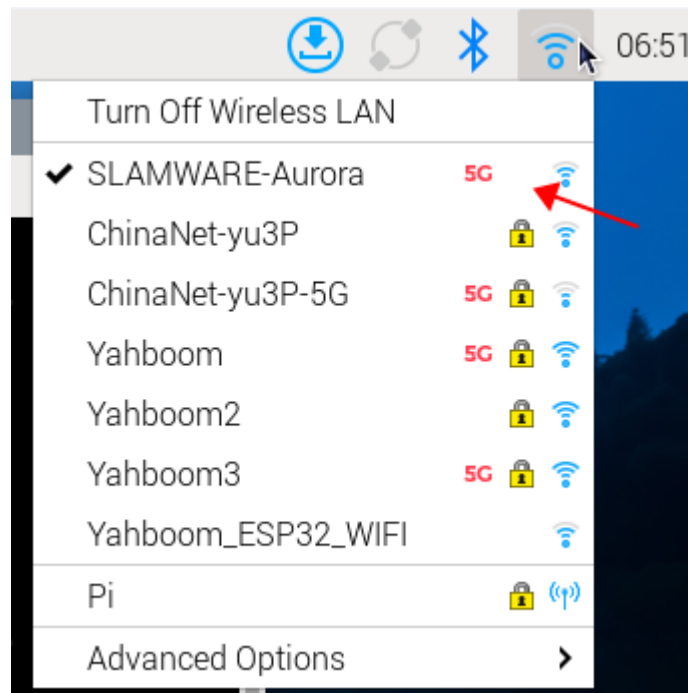 06:51
Turn Off Wireless LAN
SLAMWARE-Aurora 5G
ChinaNet-yu3P
ChinaNet-yu3P-5G 5G
Yahboom 5G
Yahboom2
Yahboom3 5G
Yahboom_ESP32_WIFI
Pi
Advanced Options